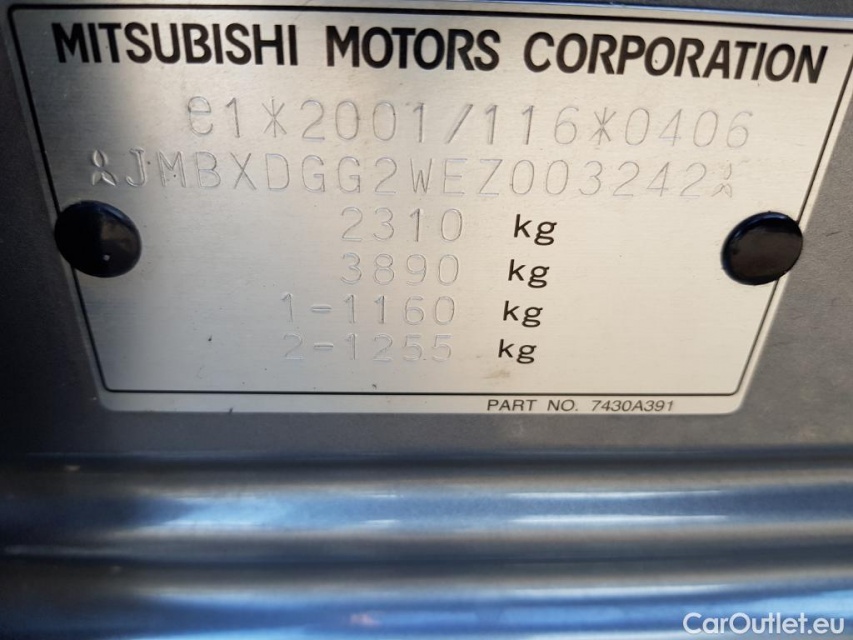 MITSUBISHI MOTORS CORPORATION
e1*2001/116*0406
JMBXDGG2WEZ003242
2310 kg
3890 kg
1-1160 kg
2-1255 kg
PART NO. 7430A391
CarOutlet.eu